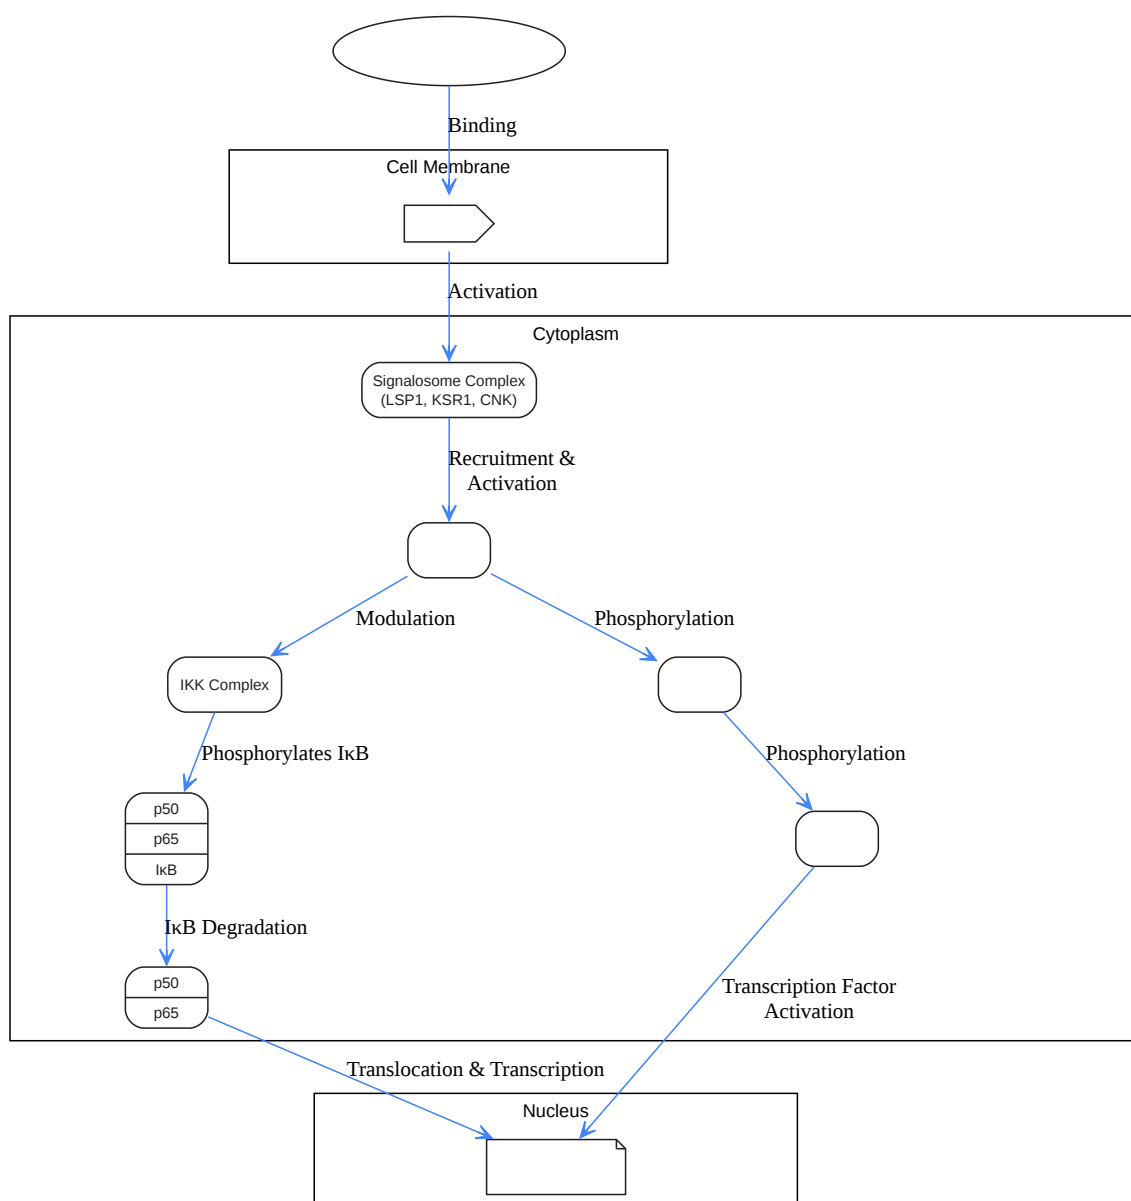 Binding
Cell Membrane
Activation
Cytoplasm
Signalosome Complex
(LSP1, KSR1, CNK)
Recruitment &
Activation
Modulation
Phosphorylation
IKK Complex
Phosphorylates IκB
Phosphorylation
p50
p65
IκB
IκB Degradation
p50
p65
Transcription Factor
Activation
Translocation & Transcription
Nucleus